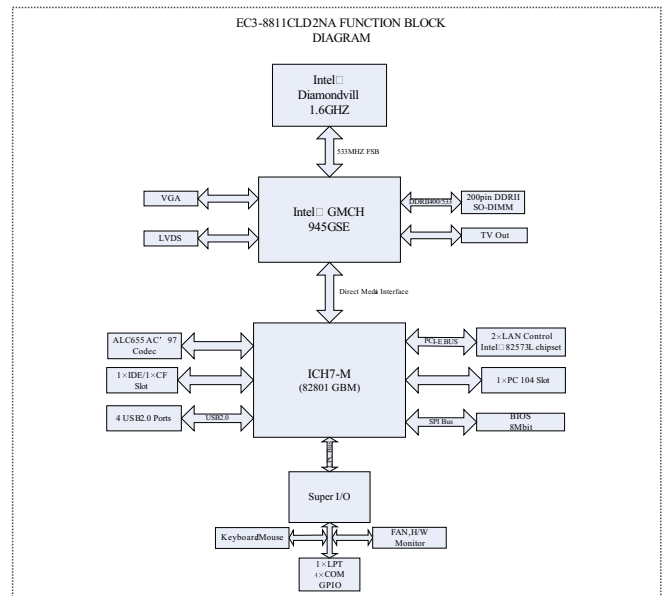 EC3-8811CLD2NA FUNCTION BLOCK
DIAGRAM
Intel□
Diamondvill
1.6GHZ
533MHZ FSB
VGA
LVDS
Intel□ GMCH
945GSE
DDRII400/533
200pin DDRII
SO-DIMM
TV Out
Direct Media Interface
ALC655 AC’97
Codec
1×IDE/1×CF
Slot
4 USB2.0 Ports
USB2.0
ICH7-M
(82801 GBM)
PCI-E BUS
2×LAN Control
Intel□ 82573L chipset
1×PC 104 Slot
SPI Bus
BIOS
8Mbit
Super I/O
KeyboardMouse
FAN,H/W
Monitor
1×LPT
×COM
GPIO